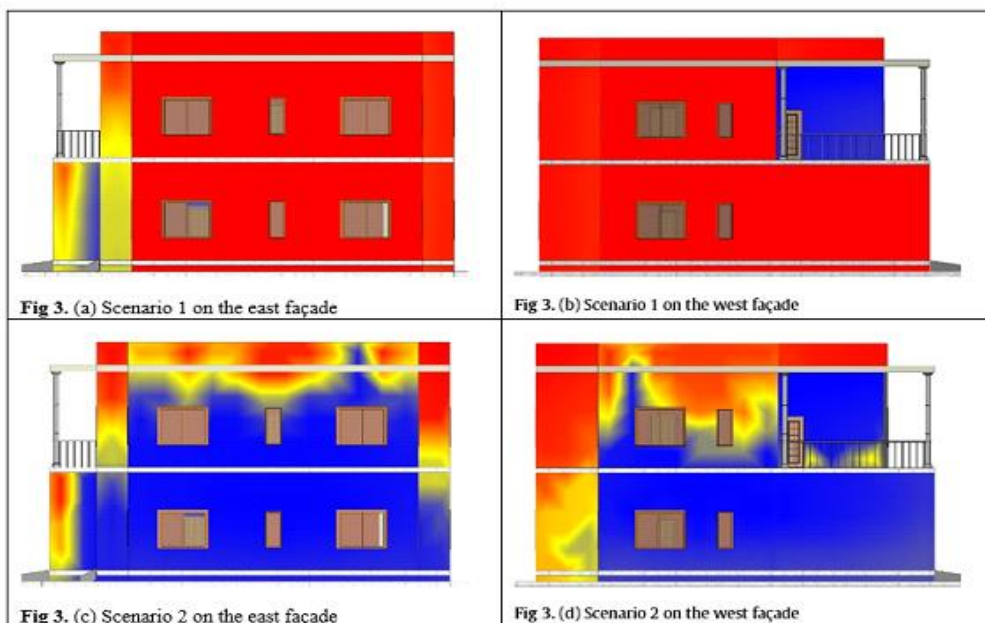 Fig 3. (a) Scenario 1 on the east façade
Fig 3. (b) Scenario 1 on the west façade
Fig 3. (c) Scenario 2 on the east façade
Fig 3. (d) Scenario 2 on the west façade